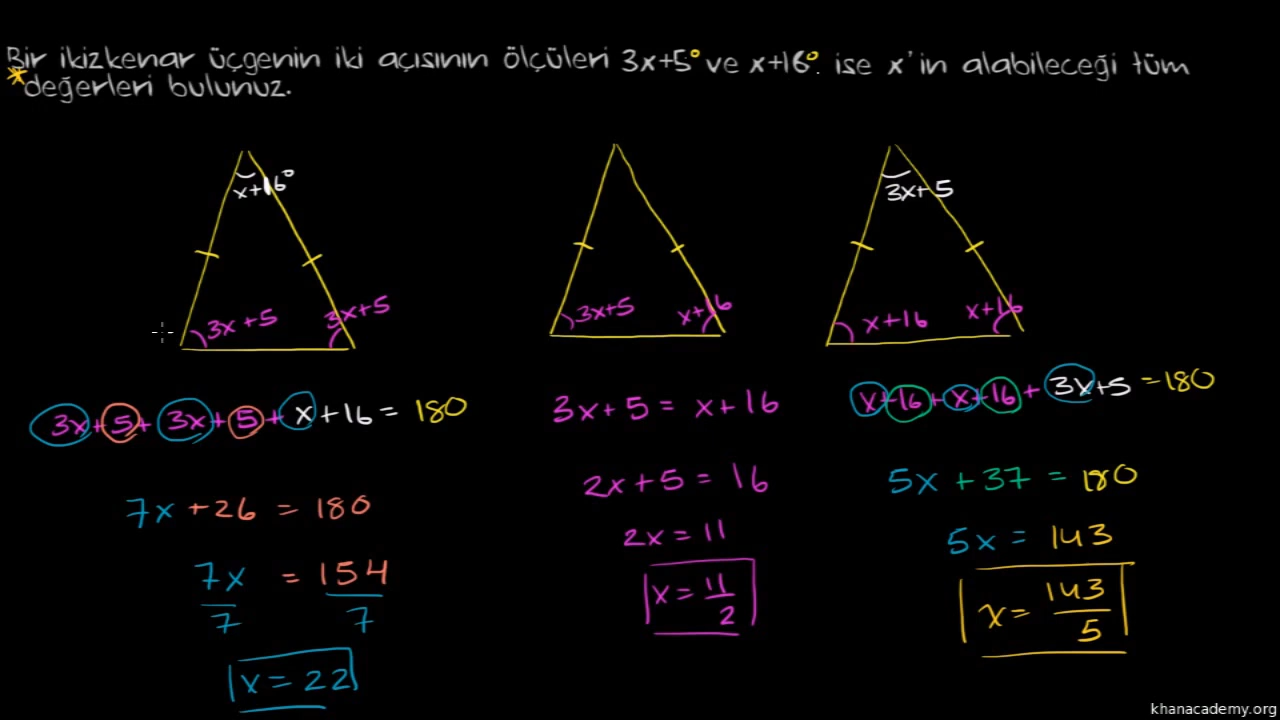 Bir ikizkenar üçgenin iki açısının ölçüleri 3x+5° ve x+16°. ise x'in alabileceği tüm
*değerleri bulunuz.
x+16°
3x+5
3x+5
3x+5
x+16
3x+5
x+16
x+16
3x+5+3x+5+x+16=180
7x+26=180
7x=154
7 7
x=22
3x+5=x+16
2x+5=16
2x=11
x=11/2
x+16+x+16+3x+5=180
5x+37=180
5x=143
x=143/5
khanacademy.org